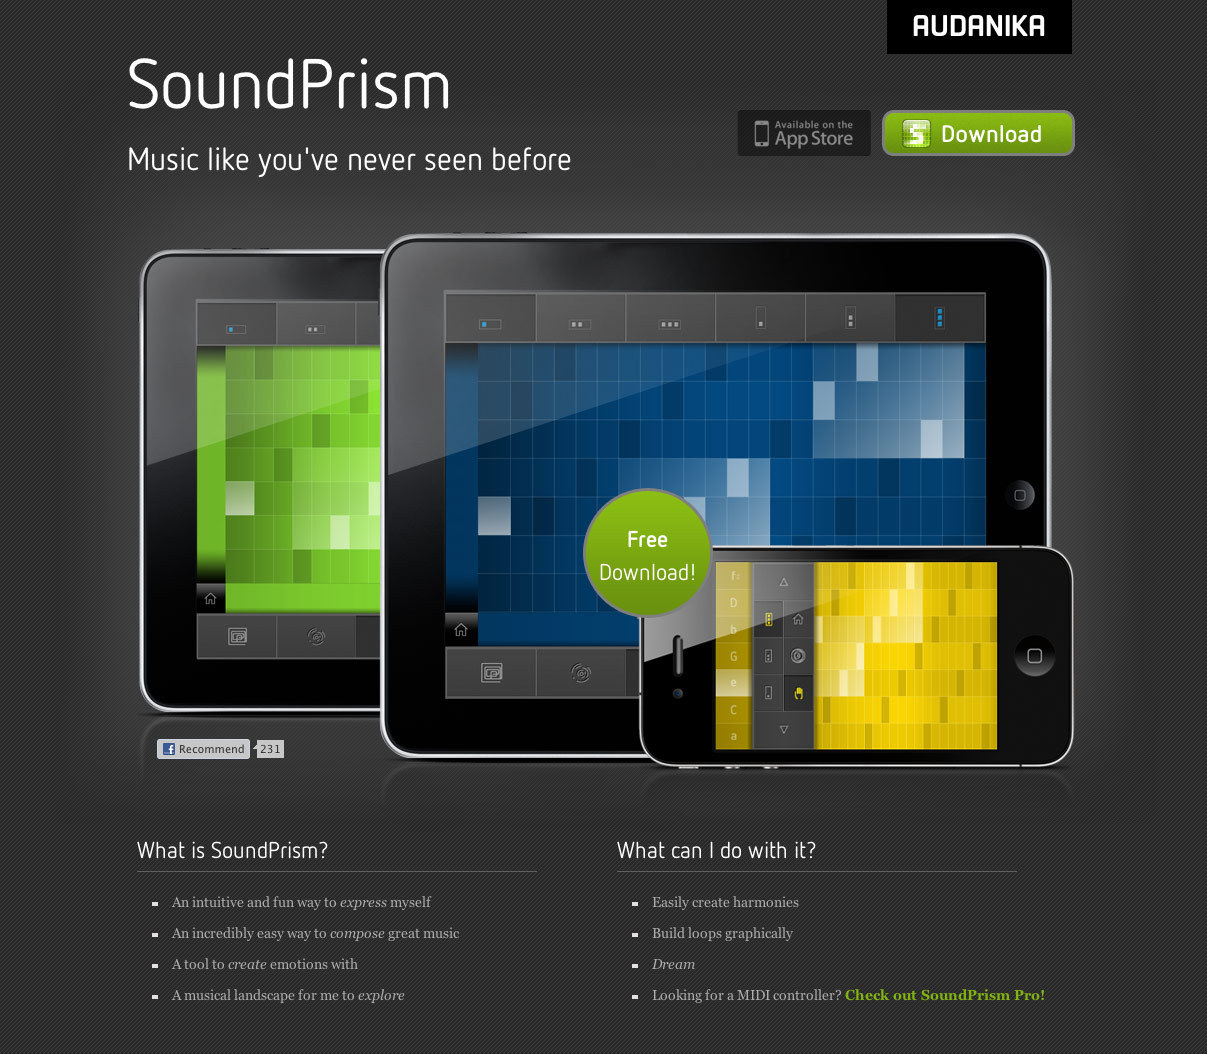 AUDANIKA
SoundPrism
Music like you've never seen before
Available on the
App Store
Download
Free
Download!
D
b
G
e
C
a
Recommend 231
What is SoundPrism?
An intuitive and fun way to express myself
An incredibly easy way to compose great music
A tool to create emotions with
A musical landscape for me to explore
What can I do with it?
Easily create harmonies
Build loops graphically
Dream
Looking for a MIDI controller? Check out SoundPrism Pro!